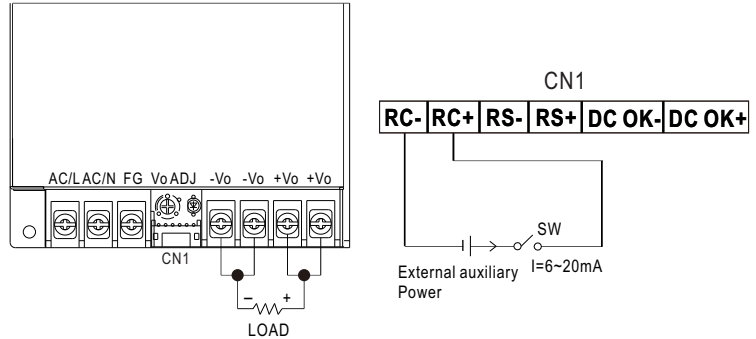 AC/L AC/N FG Vo ADJ -Vo -Vo +Vo +Vo
CN1
– +
LOAD
CN1
RC- RC+ RS- RS+ DC OK- DC OK+
SW
External auxiliary
Power
I=6~20mA